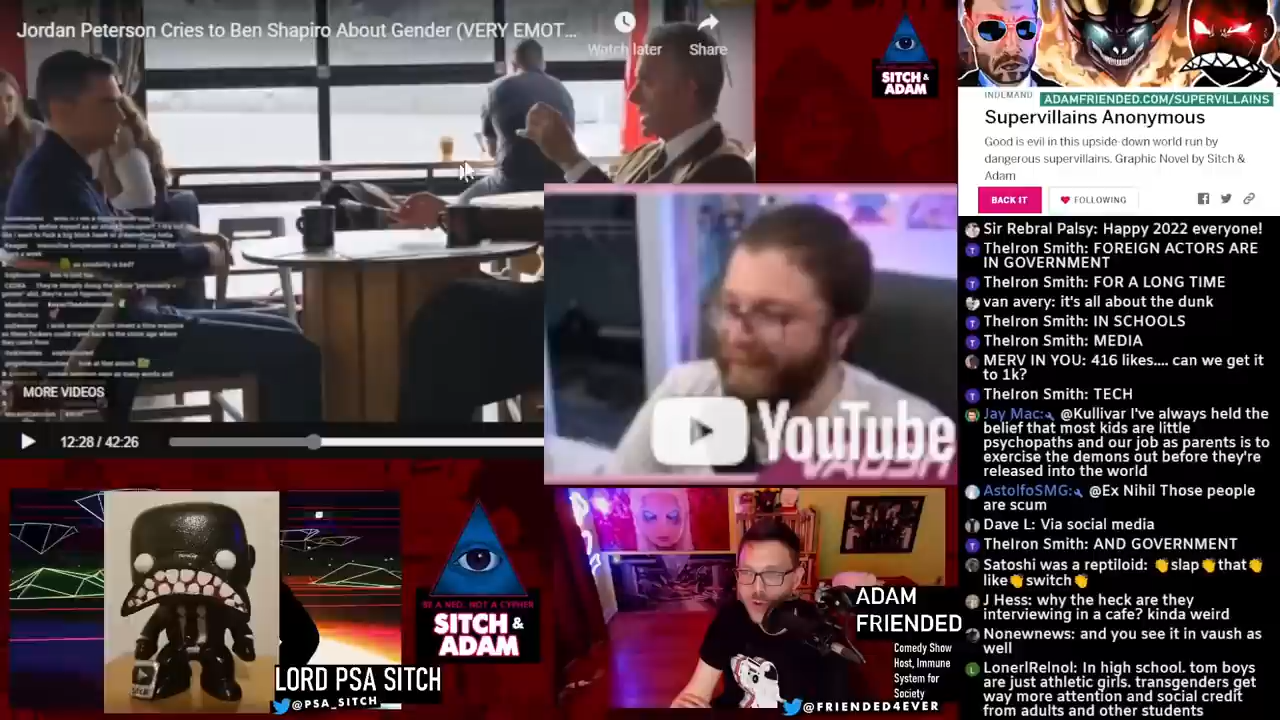 Jordan Peterson Cries to Ben Shapiro About Gender (VERY EMOT...
Watch later
Share
SITCH &
ADAM
MORE VIDEOS
12:28 / 42:26
YouTube
VAUSH
BE A NEO, NOT A CYPHER
SITCH &
ADAM
LORD PSA SITCH
@PSA_SITCH
ADAM
FRIENDED
Comedy Show
Host, Immune
System for
Society
@FRIENDED4EVER
INDEMAND
ADAMFRIENDED.COM/SUPERVILLAINS
Supervillains Anonymous
Good is evil in this upside-down world run by
dangerous supervillains. Graphic Novel by Sitch &
Adam
BACK IT
FOLLOWING
Sir Rebral Palsy: Happy 2022 everyone!
TheIron Smith: FOREIGN ACTORS ARE
IN GOVERNMENT
TheIron Smith: FOR A LONG TIME
van avery: it's all about the dunk
TheIron Smith: IN SCHOOLS
TheIron Smith: MEDIA
MERV IN YOU: 416 likes.... can we get it
to 1k?
TheIron Smith: TECH
Jay Mac: @Kullivar I've always held the
belief that most kids are little
psychopaths and our job as parents is to
exercise the demons out before they're
released into the world
AstolfoSMG: @Ex Nihil Those people
are scum
Dave L: Via social media
TheIron Smith: AND GOVERNMENT
Satoshi was a reptiloid: 👏slap👏that👏
like👏switch👏
J Hess: why the heck are they
interviewing in a cafe? kinda weird
Nonewnews: and you see it in vaush as
well
LonerlRelnol: In high school. tom boys
are just athletic girls. transgenders get
way more attention and social credit
from adults and other students